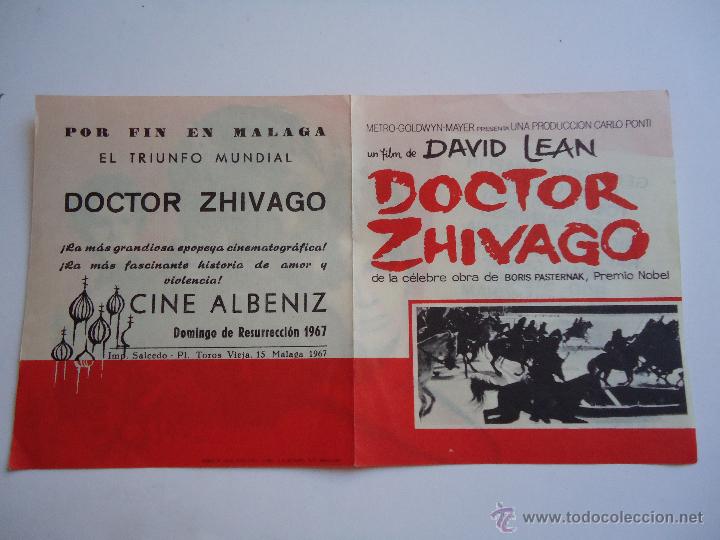 POR FIN EN MALAGA
EL TRIUNFO MUNDIAL
DOCTOR ZHIVAGO
¡La más grandiosa epopeya cinematográfica!
¡La más fascinante historia de amor y
violencia!
CINE ALBENIZ
Domingo de Resurrección 1967
Imp. Salcedo - Pl. Toros Vieja, 15 Malaga 1967
METRO-GOLDWYN-MAYER PRESENTA UNA PRODUCCION CARLO PONTI
un film de DAVID LEAN
DOCTOR
ZHIVAGO
de la célebre obra de BORIS PASTERNAK, Premio Nobel
© www.todocoleccion.net